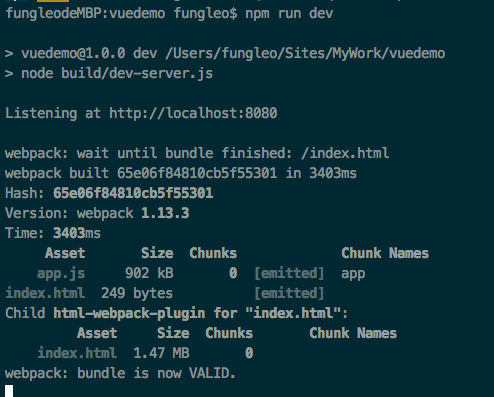 fungleodeMBP:vuedemo fungleo$ npm run dev
> vuedemo@1.0.0 dev /Users/fungleo/Sites/MyWork/vuedemo
> node build/dev-server.js
Listening at http://localhost:8080
webpack: wait until bundle finished: /index.html
webpack built 65e06f84810cb5f55301 in 3403ms
Hash: 65e06f84810cb5f55301
Version: webpack 1.13.3
Time: 3403ms
Asset Size Chunks Chunk Names
app.js 902 kB 0 [emitted] app
index.html 249 bytes [emitted]
Child html-webpack-plugin for "index.html":
Asset Size Chunks Chunk Names
index.html 1.47 MB 0
webpack: bundle is now VALID.